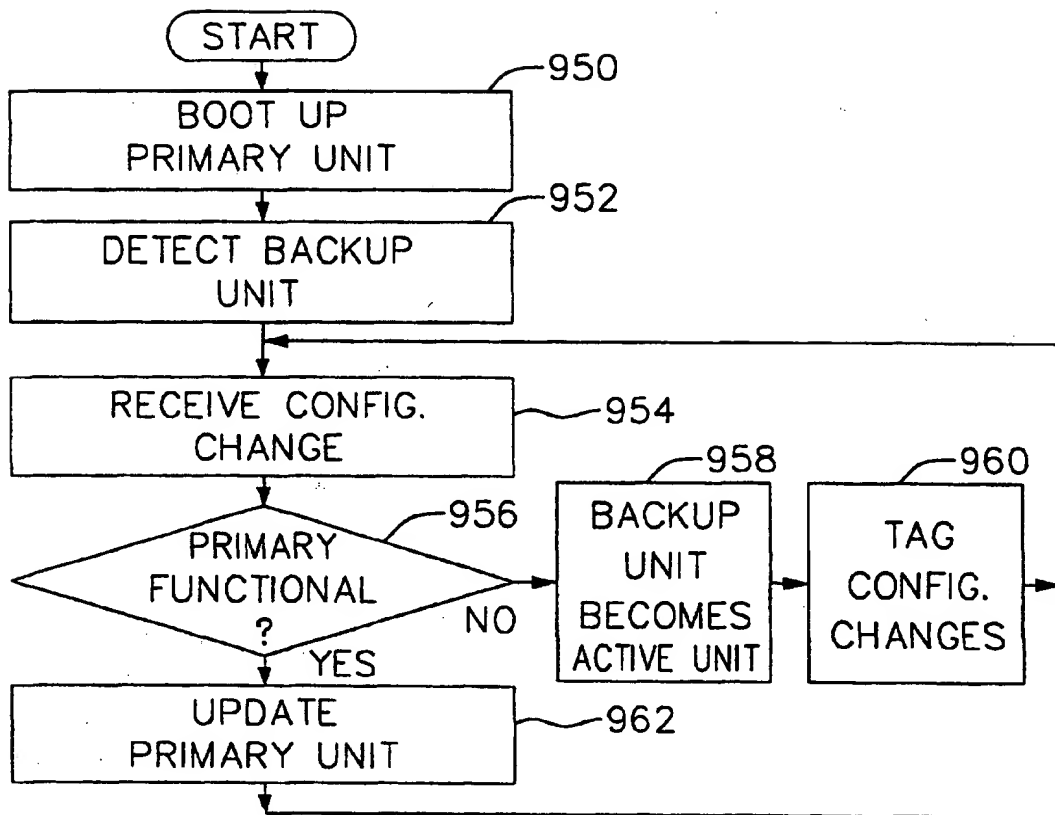 START
950
BOOT UP
PRIMARY UNIT
952
DETECT BACKUP
UNIT
RECEIVE CONFIG.
CHANGE
954
956
PRIMARY
FUNCTIONAL
?
NO
YES
958
BACKUP
UNIT
BECOMES
ACTIVE UNIT
960
TAG
CONFIG.
CHANGES
UPDATE
PRIMARY UNIT
962